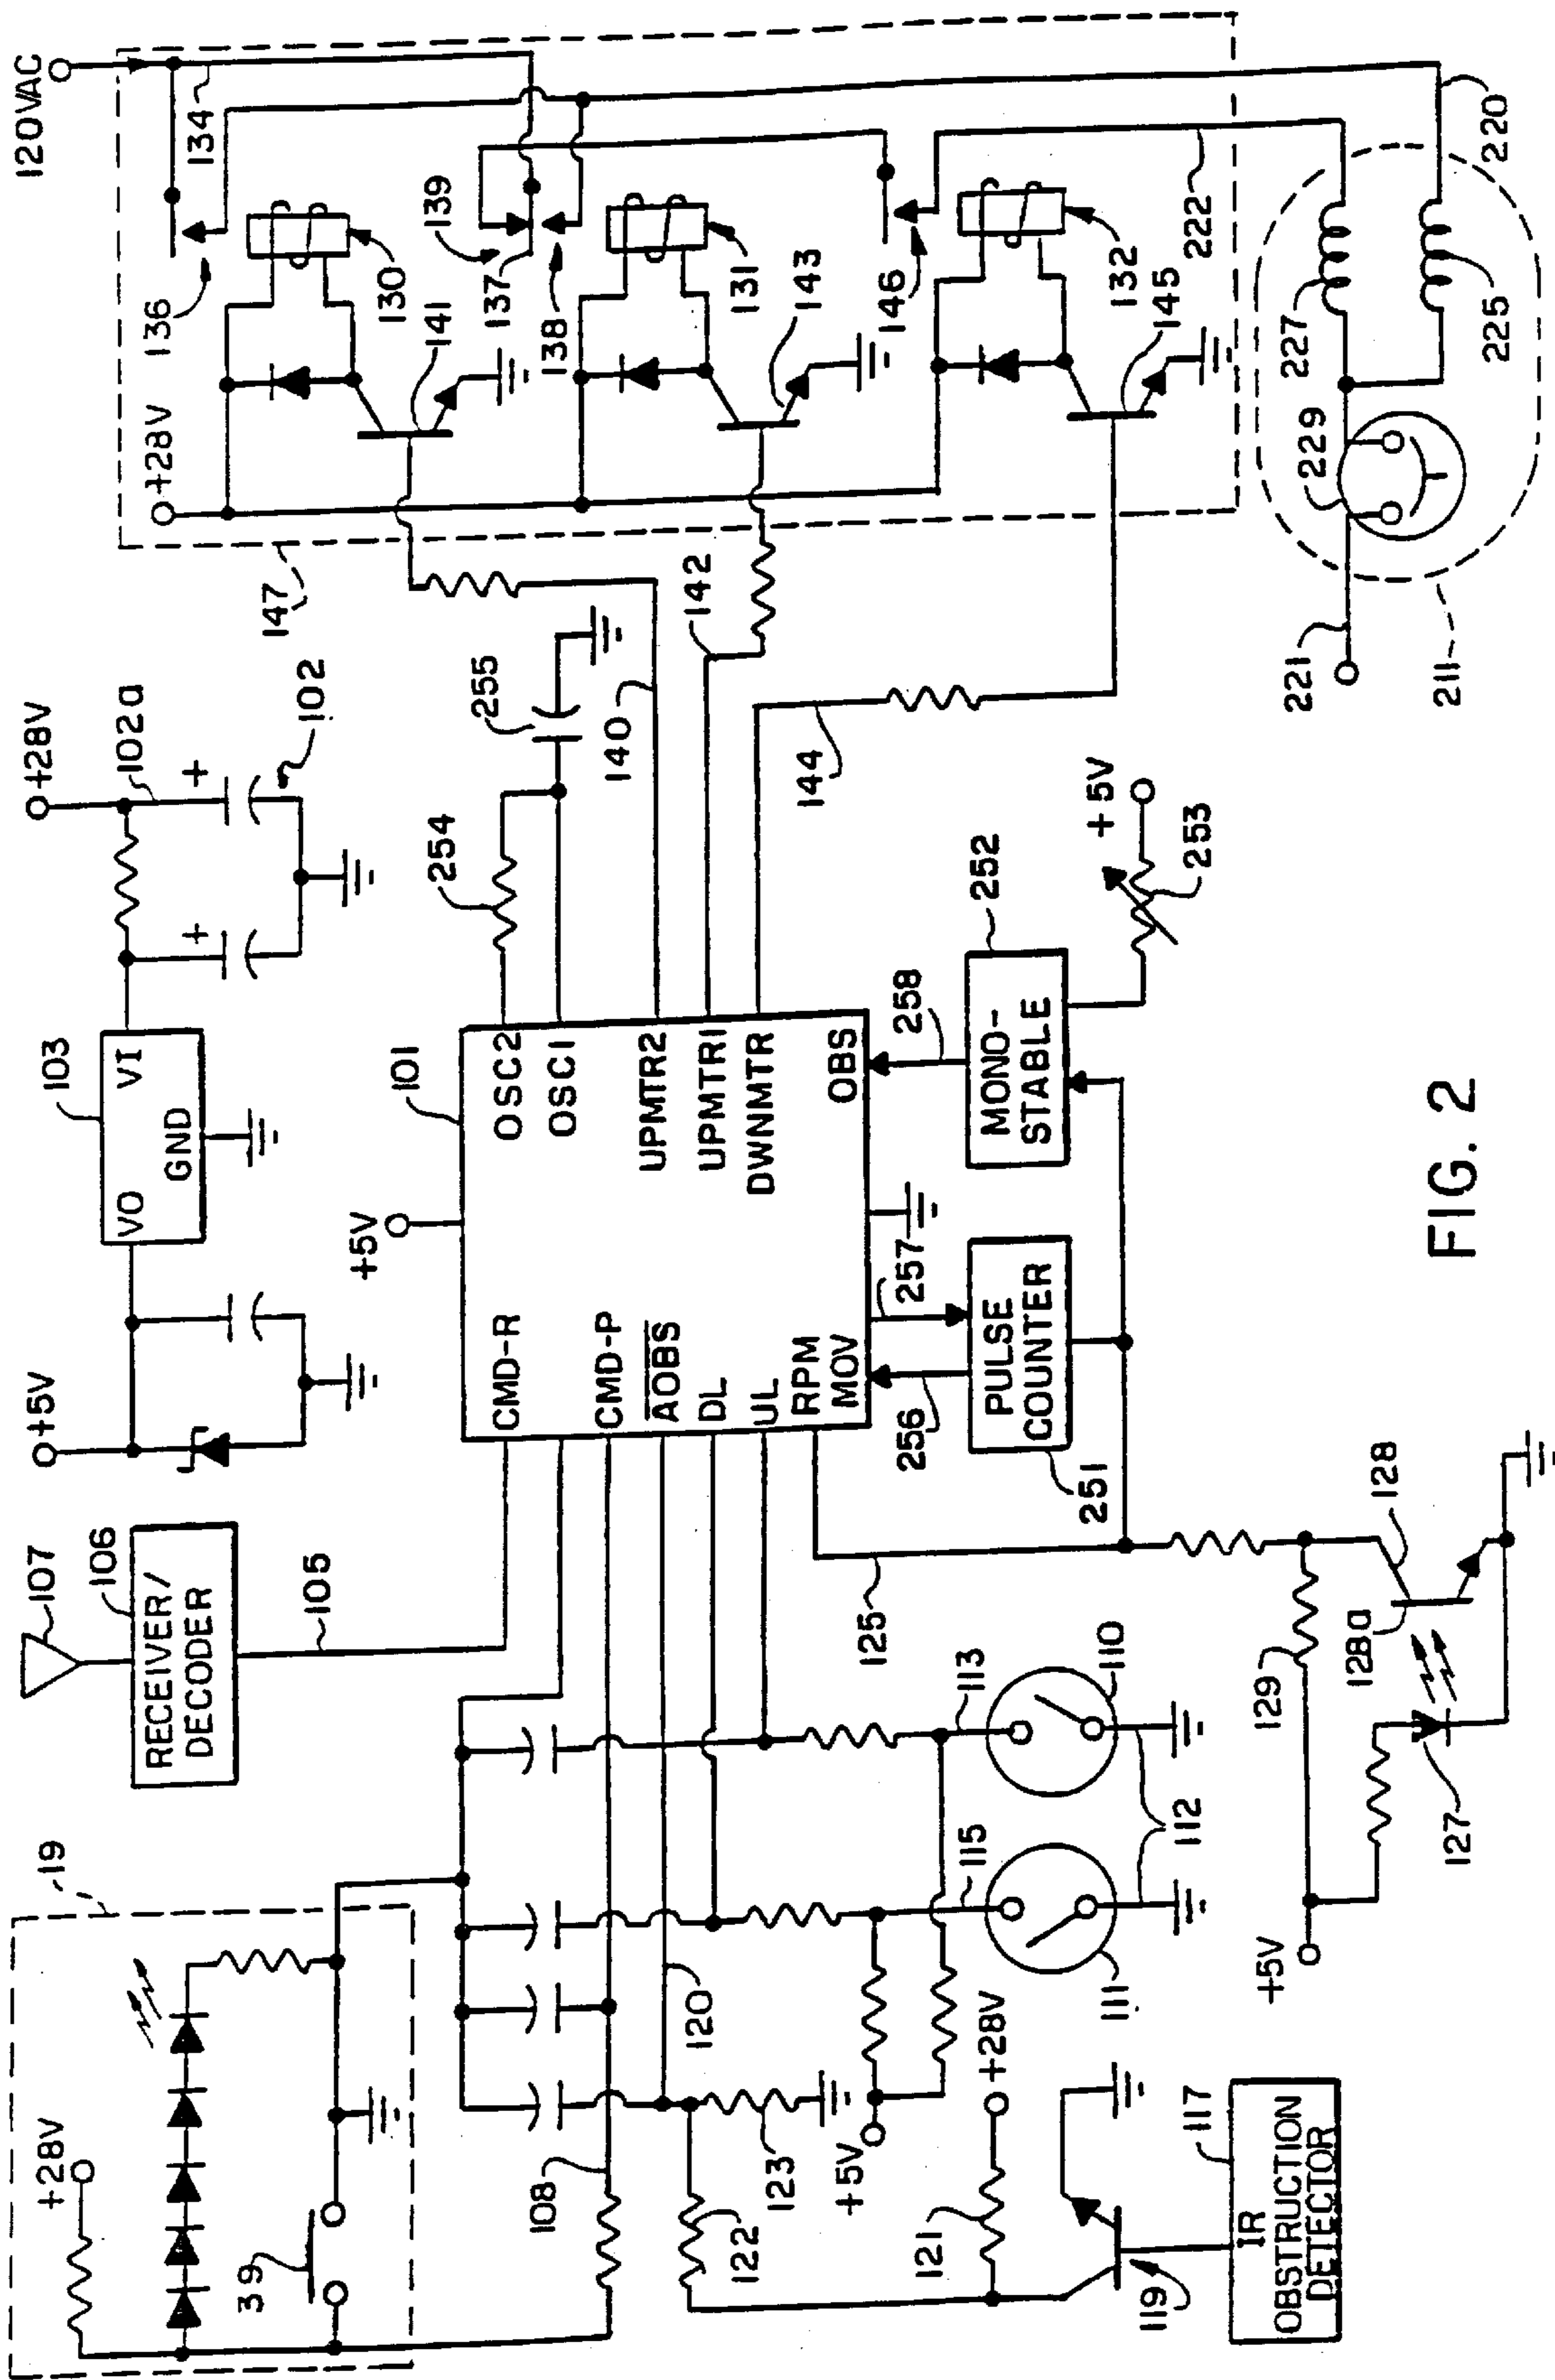 120VAC
134
136
+28V
130
141
139
137
138
131
143
146
132
145
222
220
227
225
229
221
211
147
+28V
102a
+
+
102
103
VO
VI
GND
+5V
255
254
140
142
144
107
106
RECEIVER/
DECODER
105
+5V
101
CMD-R
CMD-P
AOBS
DL
UL
RPM
MOV
OSC2
OSC1
UPMTR2
UPMTR1
DWNMTR
OBS
256
257
258
PULSE
COUNTER
251
MONO-
STABLE
252
+5V
253
19
+28V
39
108
120
122
123
+5V
121
+28V
119
117
IR
OBSTRUCTION
DETECTOR
113
115
110
111
112
125
129
128
128a
127
+5V
FIG. 2